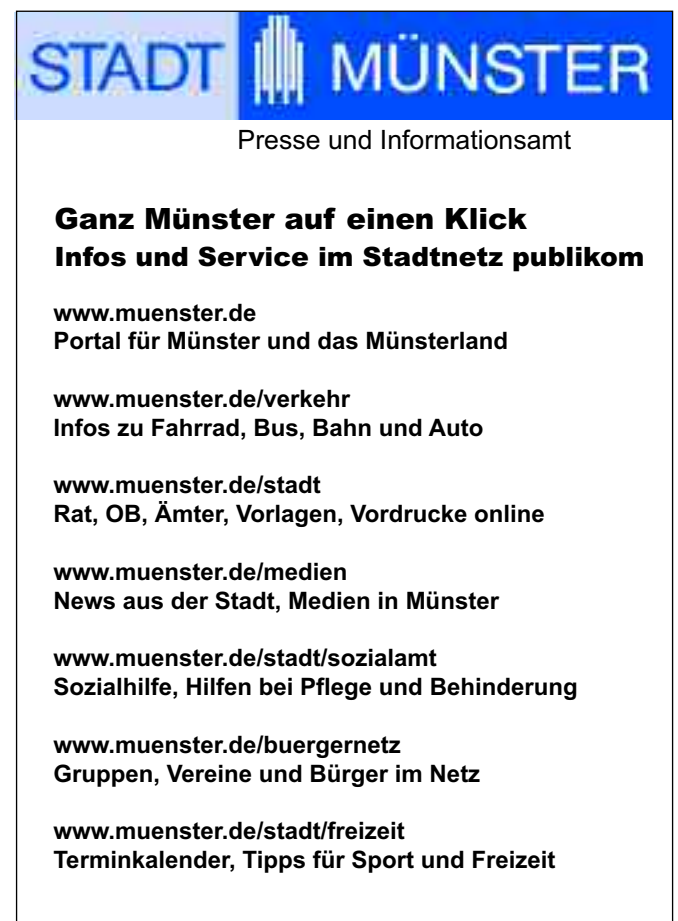 STADT MÜNSTER
Presse und Informationsamt
Ganz Münster auf einen Klick
Infos und Service im Stadtnetz publikom
www.muenster.de
Portal für Münster und das Münsterland
www.muenster.de/verkehr
Infos zu Fahrrad, Bus, Bahn und Auto
www.muenster.de/stadt
Rat, OB, Ämter, Vorlagen, Vordrucke online
www.muenster.de/medien
News aus der Stadt, Medien in Münster
www.muenster.de/stadt/sozialamt
Sozialhilfe, Hilfen bei Pflege und Behinderung
www.muenster.de/buergernetz
Gruppen, Vereine und Bürger im Netz
www.muenster.de/stadt/freizeit
Terminkalender, Tipps für Sport und Freizeit